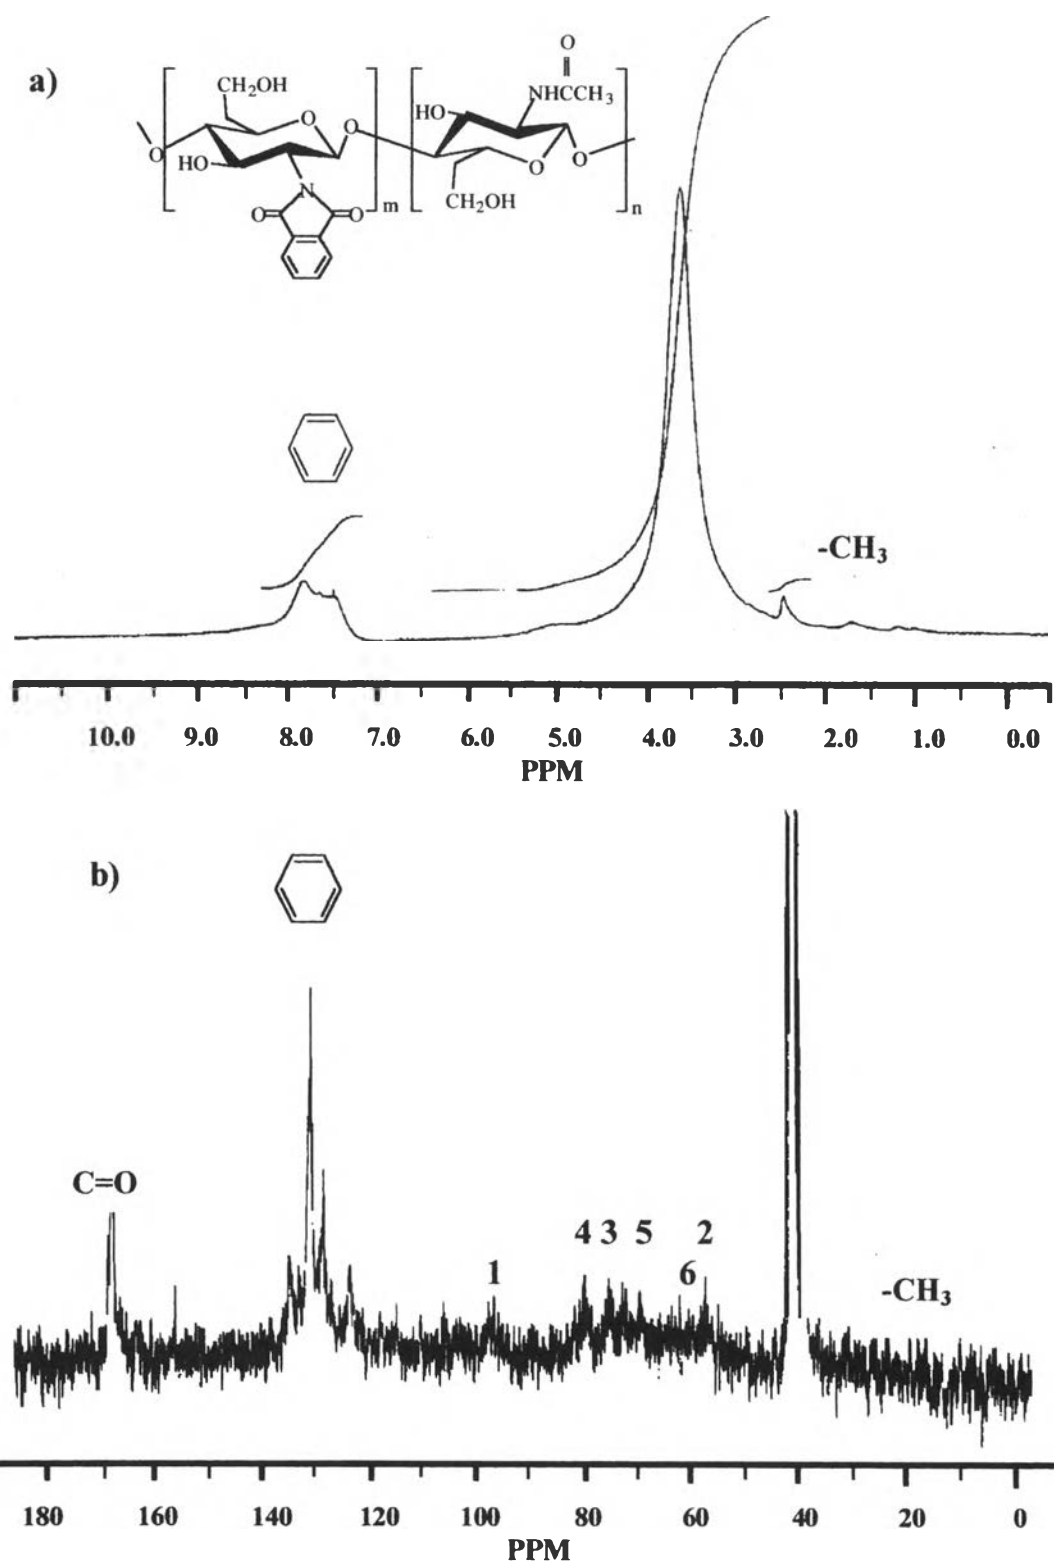 a)
O
NHCCH3
CH2OH
HO
O
O
O
HO
N
O
O
m
O
O
CH2OH
n
-CH3
10.0 9.0 8.0 7.0 6.0 5.0 4.0 3.0 2.0 1.0 0.0
PPM
b)
C=O
4 3 5 2
1 6
-CH3
180 160 140 120 100 80 60 40 20 0
PPM